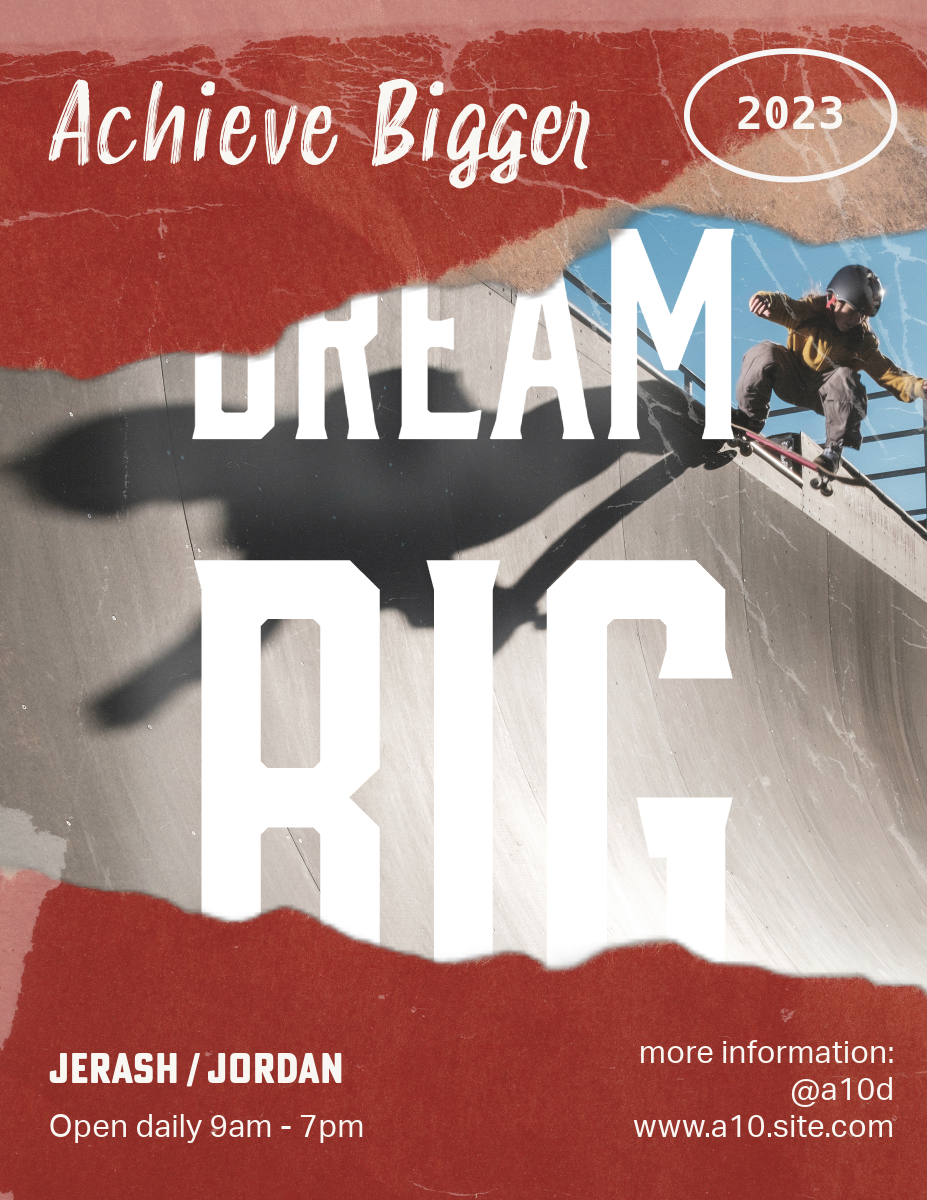 Achieve Bigger
2023
DREAM
BIG
JERASH / JORDAN
Open daily 9am - 7pm
more information:
@a10d
www.a10.site.com